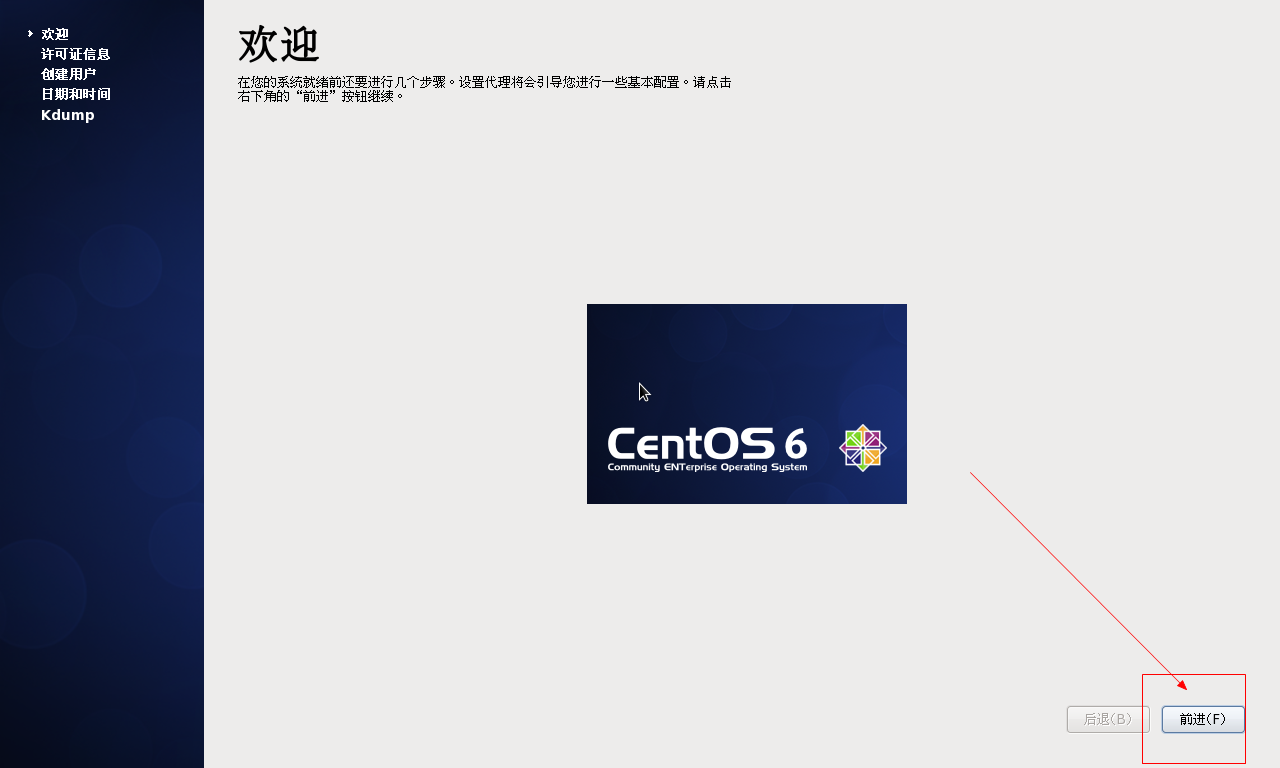 欢迎
许可证信息
创建用户
日期和时间
Kdump
欢迎
在您的系统就绪前还要进行几个步骤。设置代理将会引导您进行一些基本配置。请点击
右下角的“前进”按钮继续。
CentOS 6
Community ENTerprise Operating System
后退(B)
前进(F)